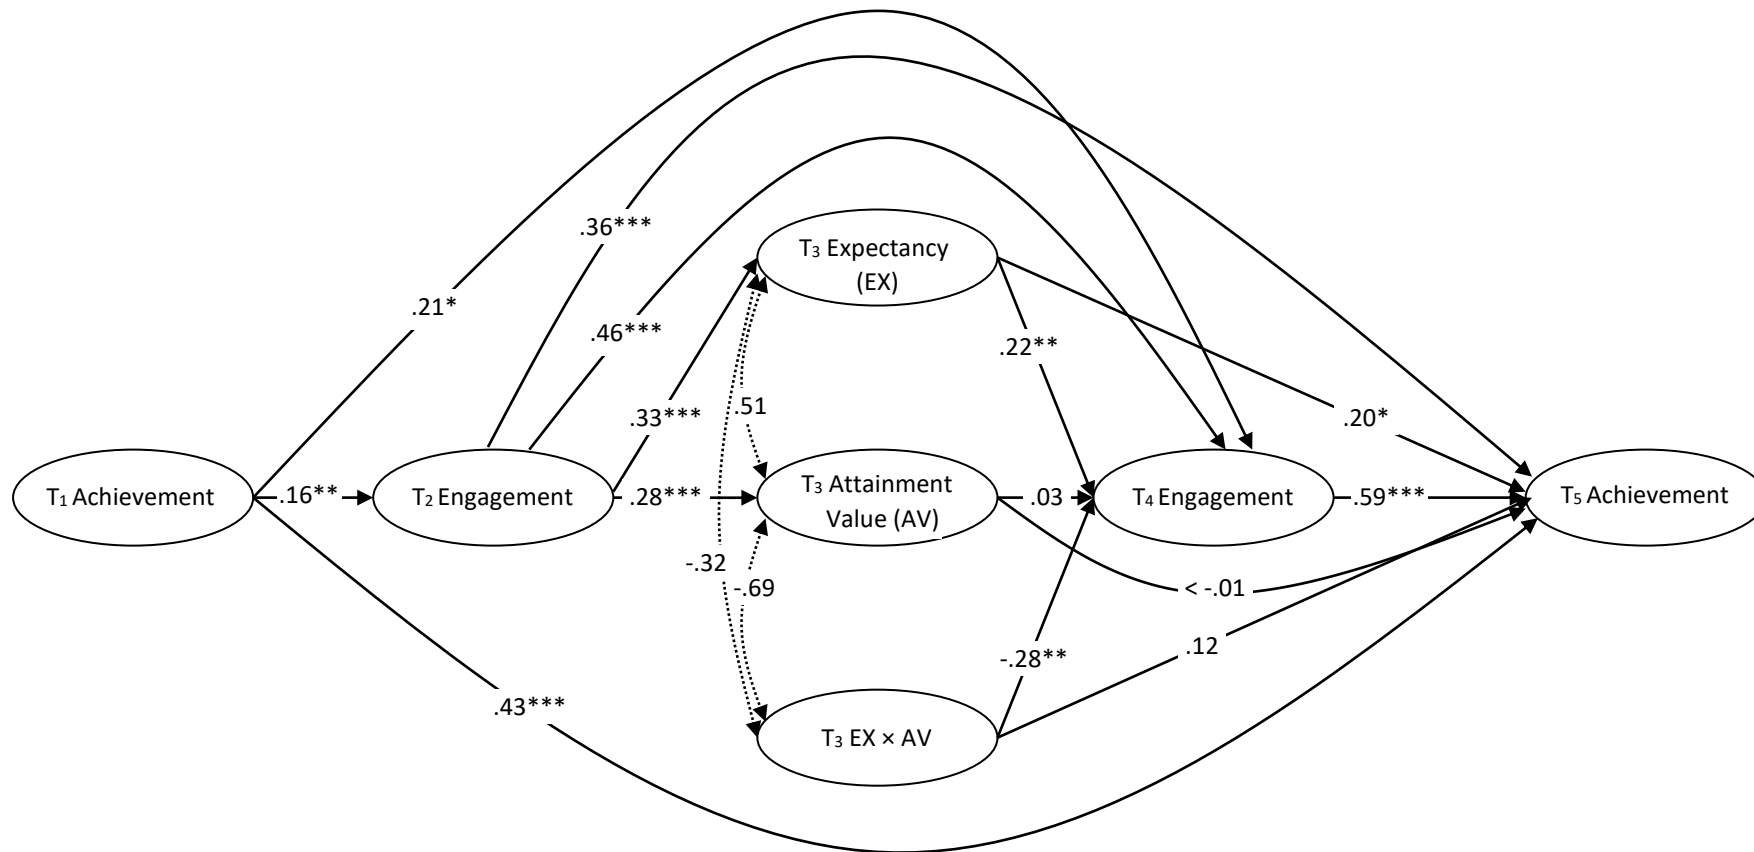 .36***
T₃ Expectancy
(EX)
.21*
.46***
.22**
.33***
.51
.20*
T₁ Achievement
.16**
T₂ Engagement
.28***
T₃ Attainment
Value (AV)
.03
T₄ Engagement
.59***
T₅ Achievement
-.32
-.69
< -.01
-.28**
.12
.43***
T₃ EX × AV